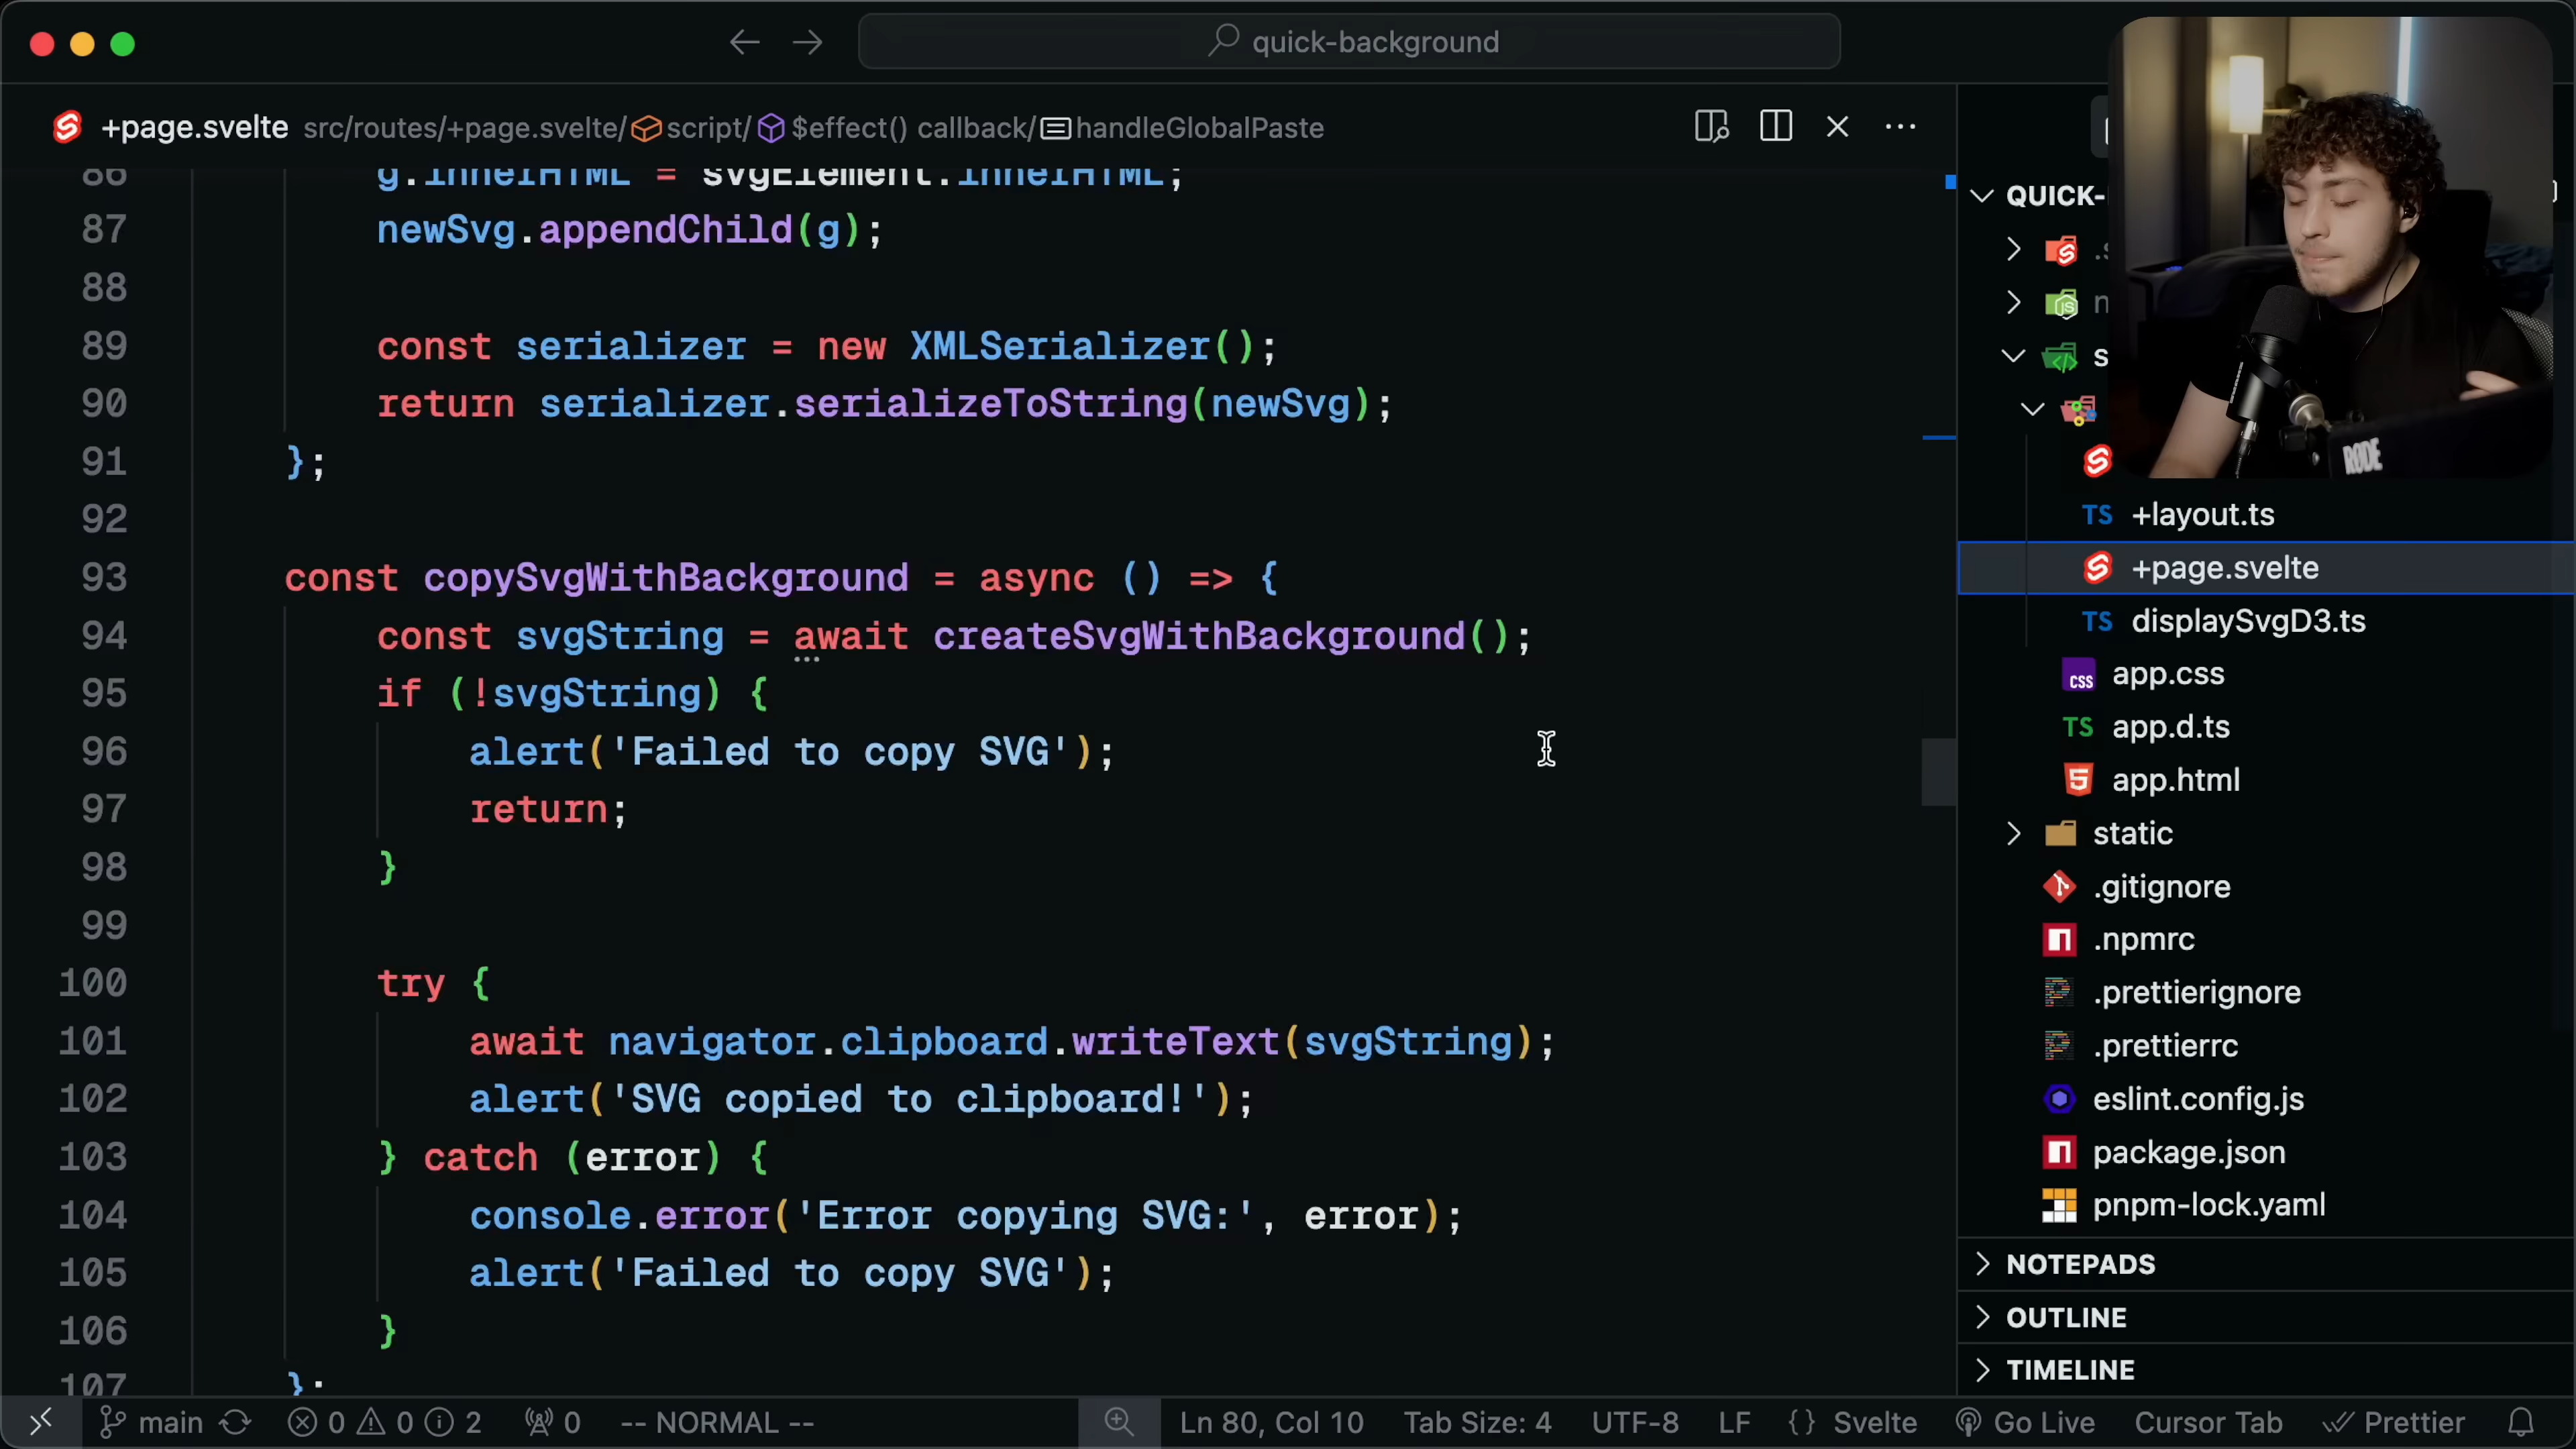 quick-background
+page.svelte src/routes/+page.svelte/ script/ $effect() callback/ handleGlobalPaste
86 g.innerHTML = svgElement.innerHTML;
87 newSvg.appendChild(g);
88
89 const serializer = new XMLSerializer();
90 return serializer.serializeToString(newSvg);
91 };
92
93 const copySvgWithBackground = async () => {
94 const svgString = await createSvgWithBackground();
95 if (!svgString) {
96 alert('Failed to copy SVG');
97 return;
98 }
99
100 try {
101 await navigator.clipboard.writeText(svgString);
102 alert('SVG copied to clipboard!');
103 } catch (error) {
104 console.error('Error copying SVG:', error);
105 alert('Failed to copy SVG');
106 }
107 };
QUICK-
RØDE
TS +layout.ts
+page.svelte
TS displaySvgD3.ts
css app.css
TS app.d.ts
app.html
static
.gitignore
.npmrc
.prettierignore
.prettierrc
eslint.config.js
package.json
pnpm-lock.yaml
NOTEPADS
OUTLINE
TIMELINE
main 0 0 2 0 -- NORMAL -- Ln 80, Col 10 Tab Size: 4 UTF-8 LF {} Svelte Go Live Cursor Tab Prettier